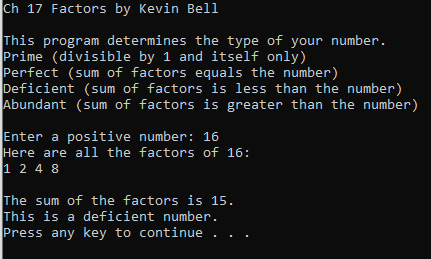 Ch 17 Factors by Kevin Bell
This program determines the type of your number.
Prime (divisible by 1 and itself only)
Perfect (sum of factors equals the number)
Deficient (sum of factors is less than the number)
Abundant (sum of factors is greater than the number)
Enter a positive number: 16
Here are all the factors of 16:
1 2 4 8
The sum of the factors is 15.
This is a deficient number.
Press any key to continue . . .